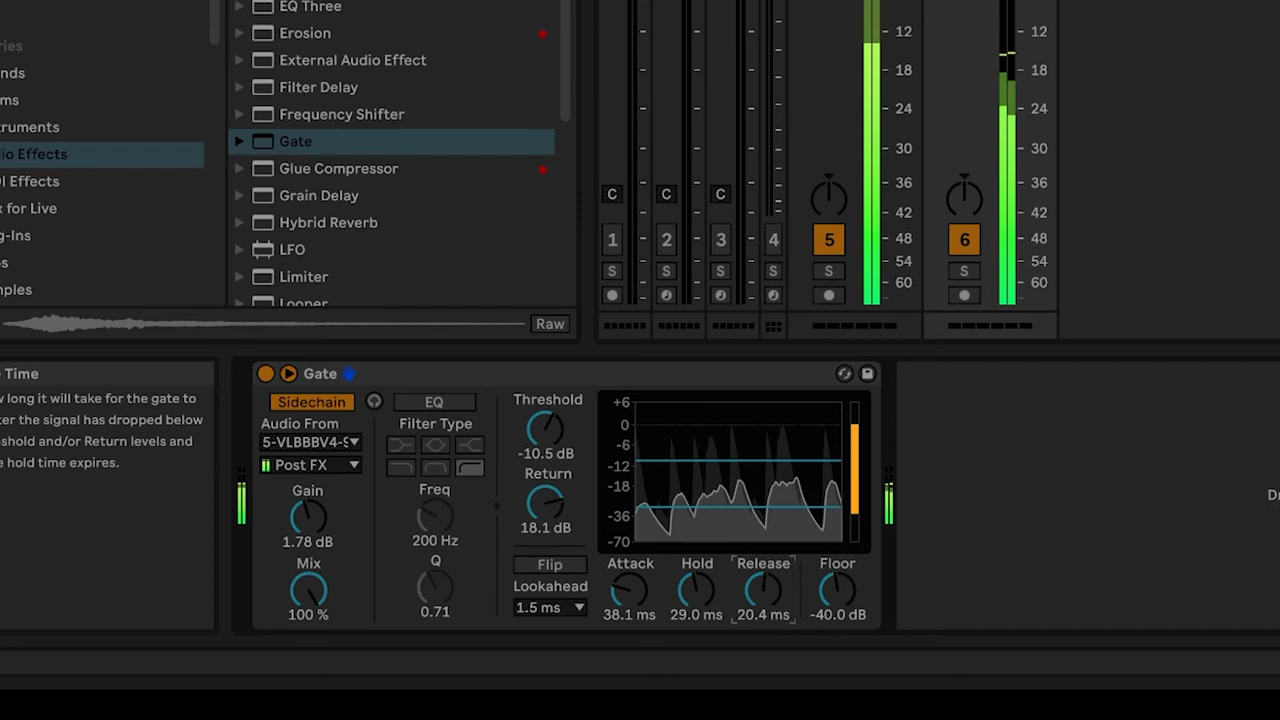 EQ Three
Erosion
External Audio Effect
Filter Delay
Frequency Shifter
Gate
Glue Compressor
Grain Delay
Hybrid Reverb
LFO
Limiter
Looper
ries
nds
ms
truments
io Effects
I Effects
x for Live
g-Ins
s
mples
Raw
C C C
1 2 3 4 5 6
S S S S S S
12
18
24
30
36
42
48
54
60
12
18
24
30
36
42
48
54
60
Time
w long it will take for the gate to
ter the signal has dropped below
eshold and/or Return levels and
e hold time expires.
Gate
Sidechain
Audio From
5-VLBBBV4-S
Post FX
Gain
1.78 dB
Mix
100 %
EQ
Filter Type
Freq
200 Hz
Q
0.71
Threshold
-10.5 dB
Return
18.1 dB
Flip
Lookahead
1.5 ms
+6
0
-6
-12
-18
-36
-70
Attack
38.1 ms
Hold
29.0 ms
Release
20.4 ms
Floor
-40.0 dB